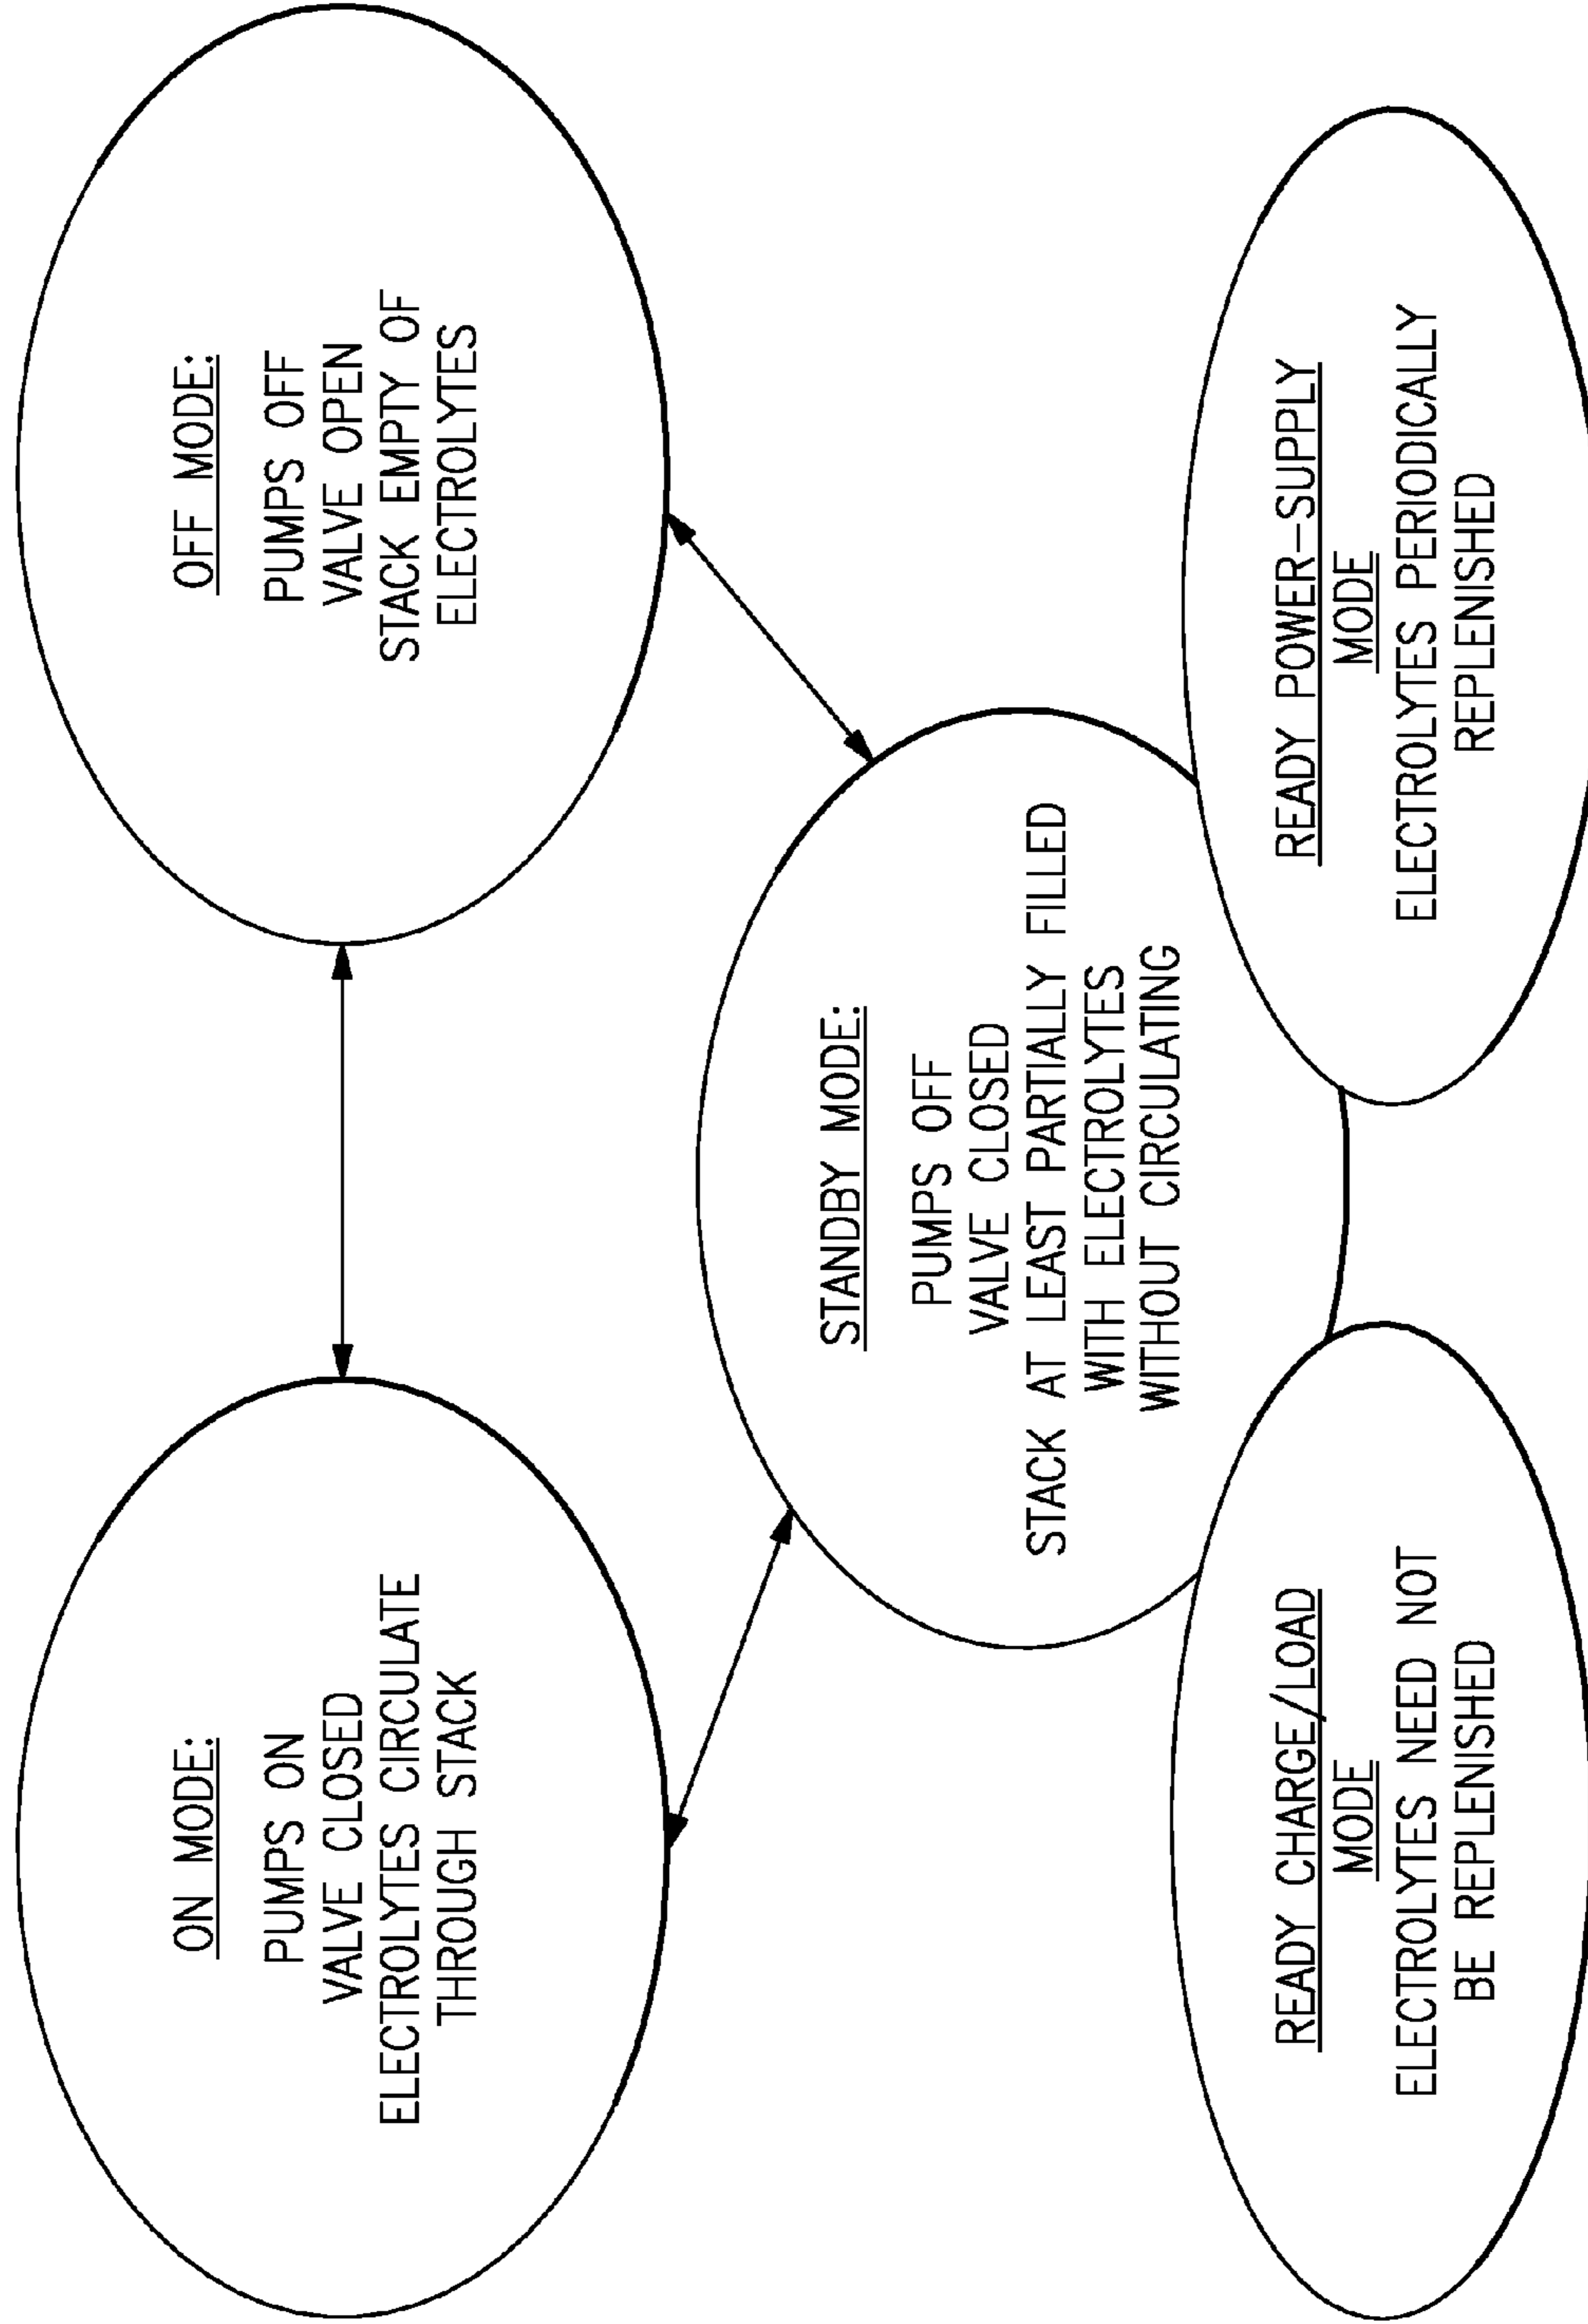 ON MODE:
PUMPS ON
VALVE CLOSED
ELECTROLYTES CIRCULATE
THROUGH STACK
OFF MODE:
PUMPS OFF
VALVE OPEN
STACK EMPTY OF
ELECTROLYTES
STANDBY MODE:
PUMPS OFF
VALVE CLOSED
STACK AT LEAST PARTIALLY FILLED
WITH ELECTROLYTES
WITHOUT CIRCULATING
READY CHARGE/LOAD
MODE
ELECTROLYTES NEED NOT
BE REPLENISHED
READY POWER-SUPPLY
MODE
ELECTROLYTES PERIODICALLY
REPLENISHED